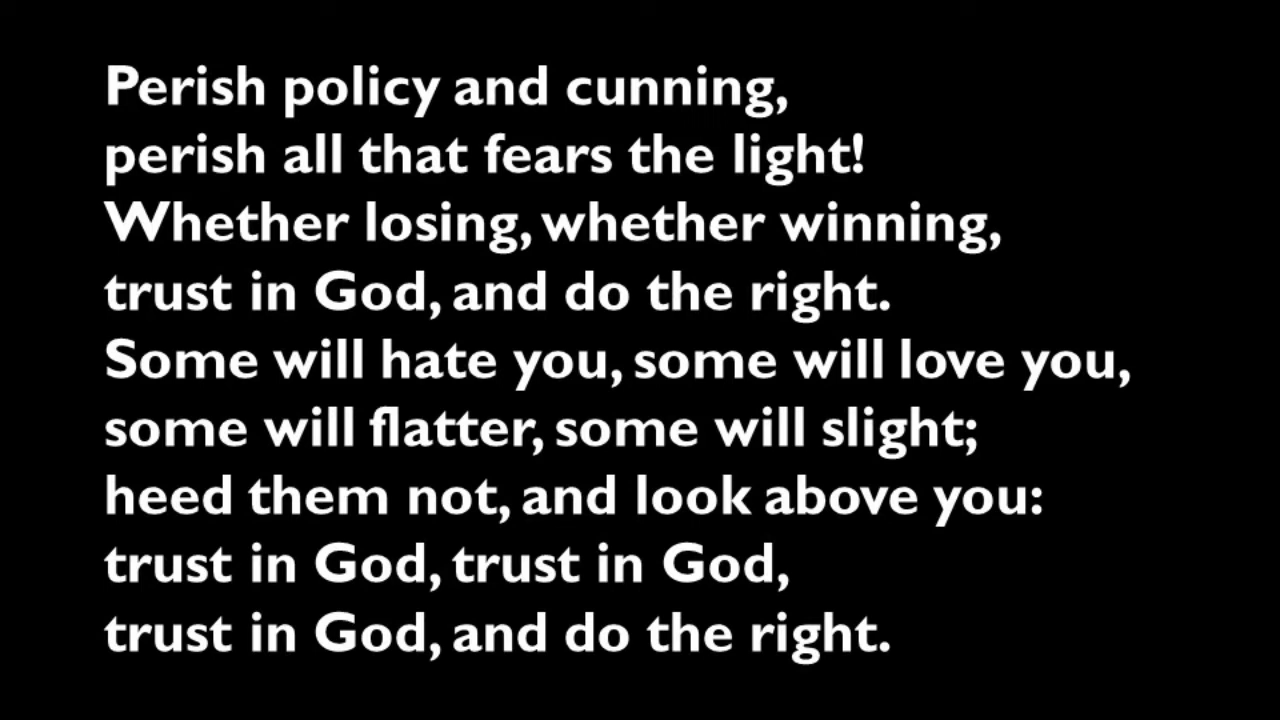 Perish policy and cunning,
perish all that fears the light!
Whether losing, whether winning,
trust in God, and do the right.
Some will hate you, some will love you,
some will flatter, some will slight;
heed them not, and look above you:
trust in God, trust in God,
trust in God, and do the right.